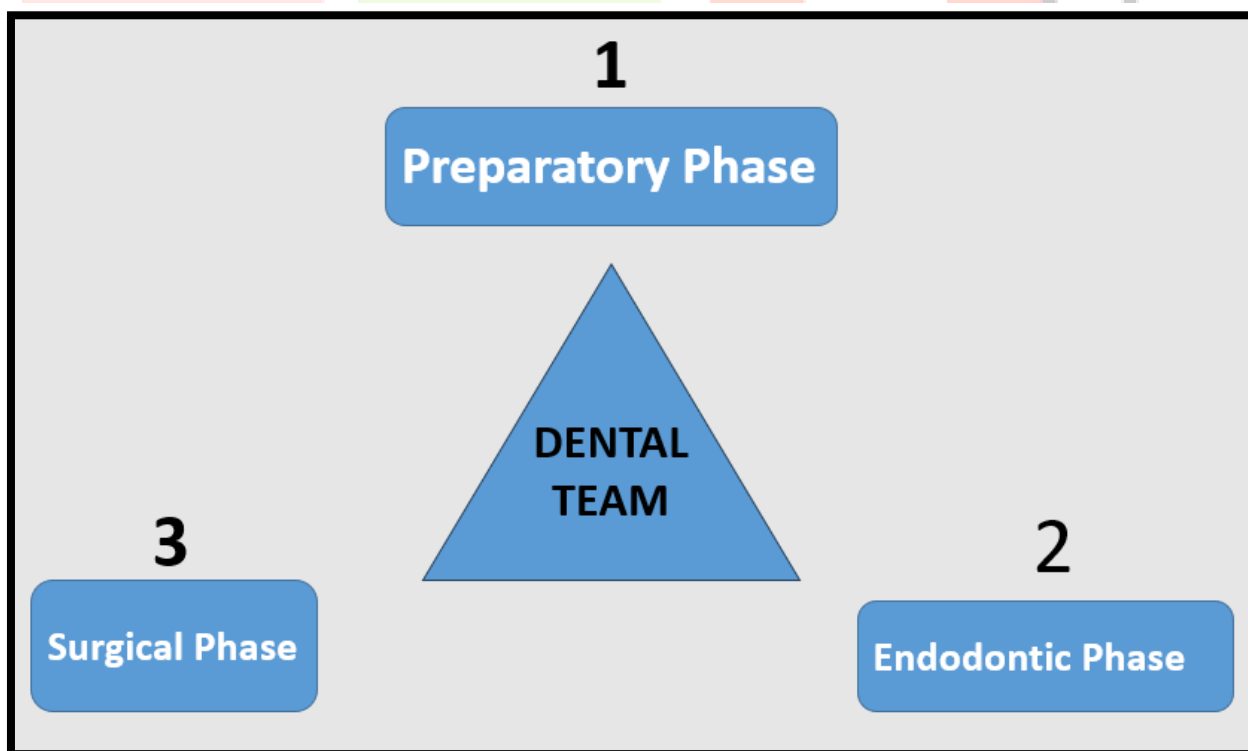 1
Preparatory Phase
DENTAL
TEAM
3
Surgical Phase
2
Endodontic Phase